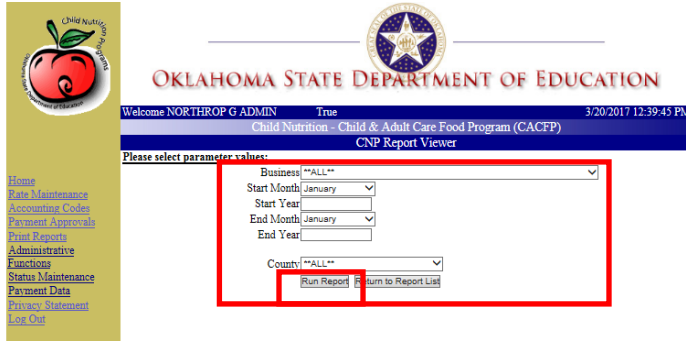 Child Nutrition Programs
Oklahoma State Department of Education
OKLAHOMA STATE DEPARTMENT OF EDUCATION
Welcome NORTHROP G ADMIN True 3/20/2017 12:39:45 PM
Child Nutrition - Child & Adult Care Food Program (CACFP)
CNP Report Viewer
Please select parameter values:
Business **ALL**
Start Month January
Start Year
End Month January
End Year
County **ALL**
Run Report Return to Report List
Home
Rate Maintenance
Accounting Codes
Payment Approvals
Print Reports
Administrative
Functions
Status Maintenance
Payment Data
Privacy Statement
Log Out